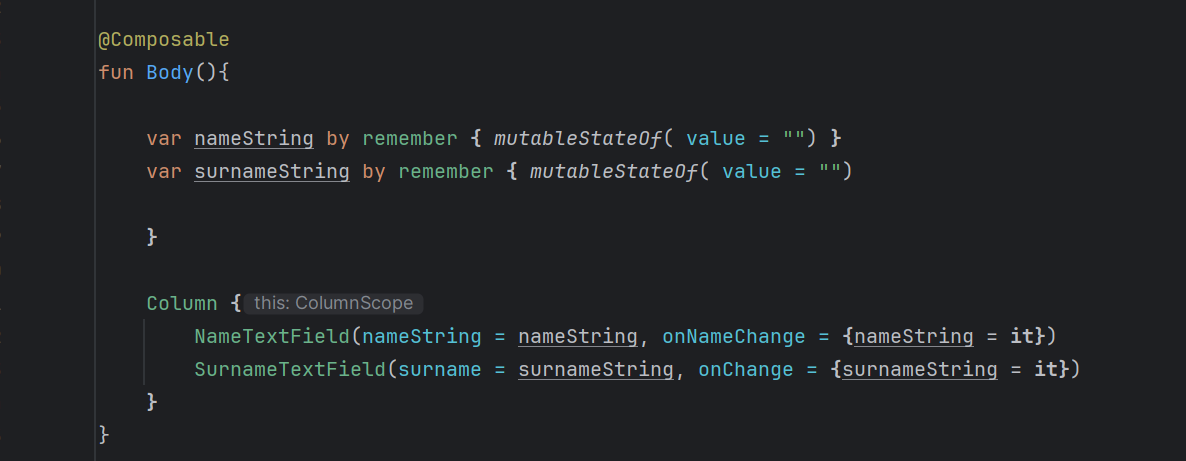 @Composable
fun Body(){
var nameString by remember { mutableStateOf( value = "") }
var surnameString by remember { mutableStateOf( value = "")
}
Column { this: ColumnScope
NameTextField(nameString = nameString, onNameChange = {nameString = it})
SurnameTextField(surname = surnameString, onChange = {surnameString = it})
}
}